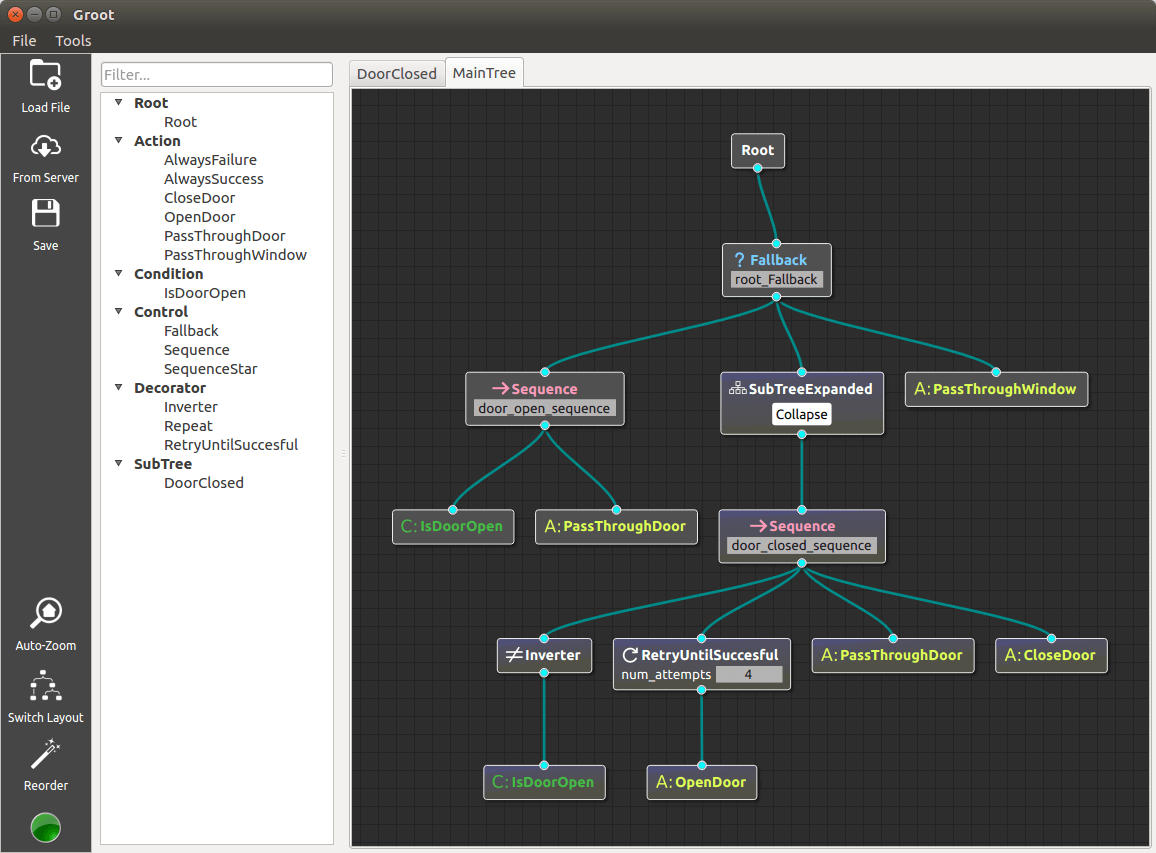 Groot
File Tools
Load File
From Server
Save
Auto-Zoom
Switch Layout
Reorder
Filter...
Root
Root
Action
AlwaysFailure
AlwaysSuccess
CloseDoor
OpenDoor
PassThroughDoor
PassThroughWindow
Condition
IsDoorOpen
Control
Fallback
Sequence
SequenceStar
Decorator
Inverter
Repeat
RetryUntilSuccesful
SubTree
DoorClosed
DoorClosed MainTree
Root
? Fallback
root_Fallback
→Sequence
door_open_sequence
SubTreeExpanded
Collapse
A:PassThroughWindow
C:IsDoorOpen
A:PassThroughDoor
→Sequence
door_closed_sequence
≠Inverter
RetryUntilSuccesful
num_attempts 4
A:PassThroughDoor
A:CloseDoor
C:IsDoorOpen
A:OpenDoor